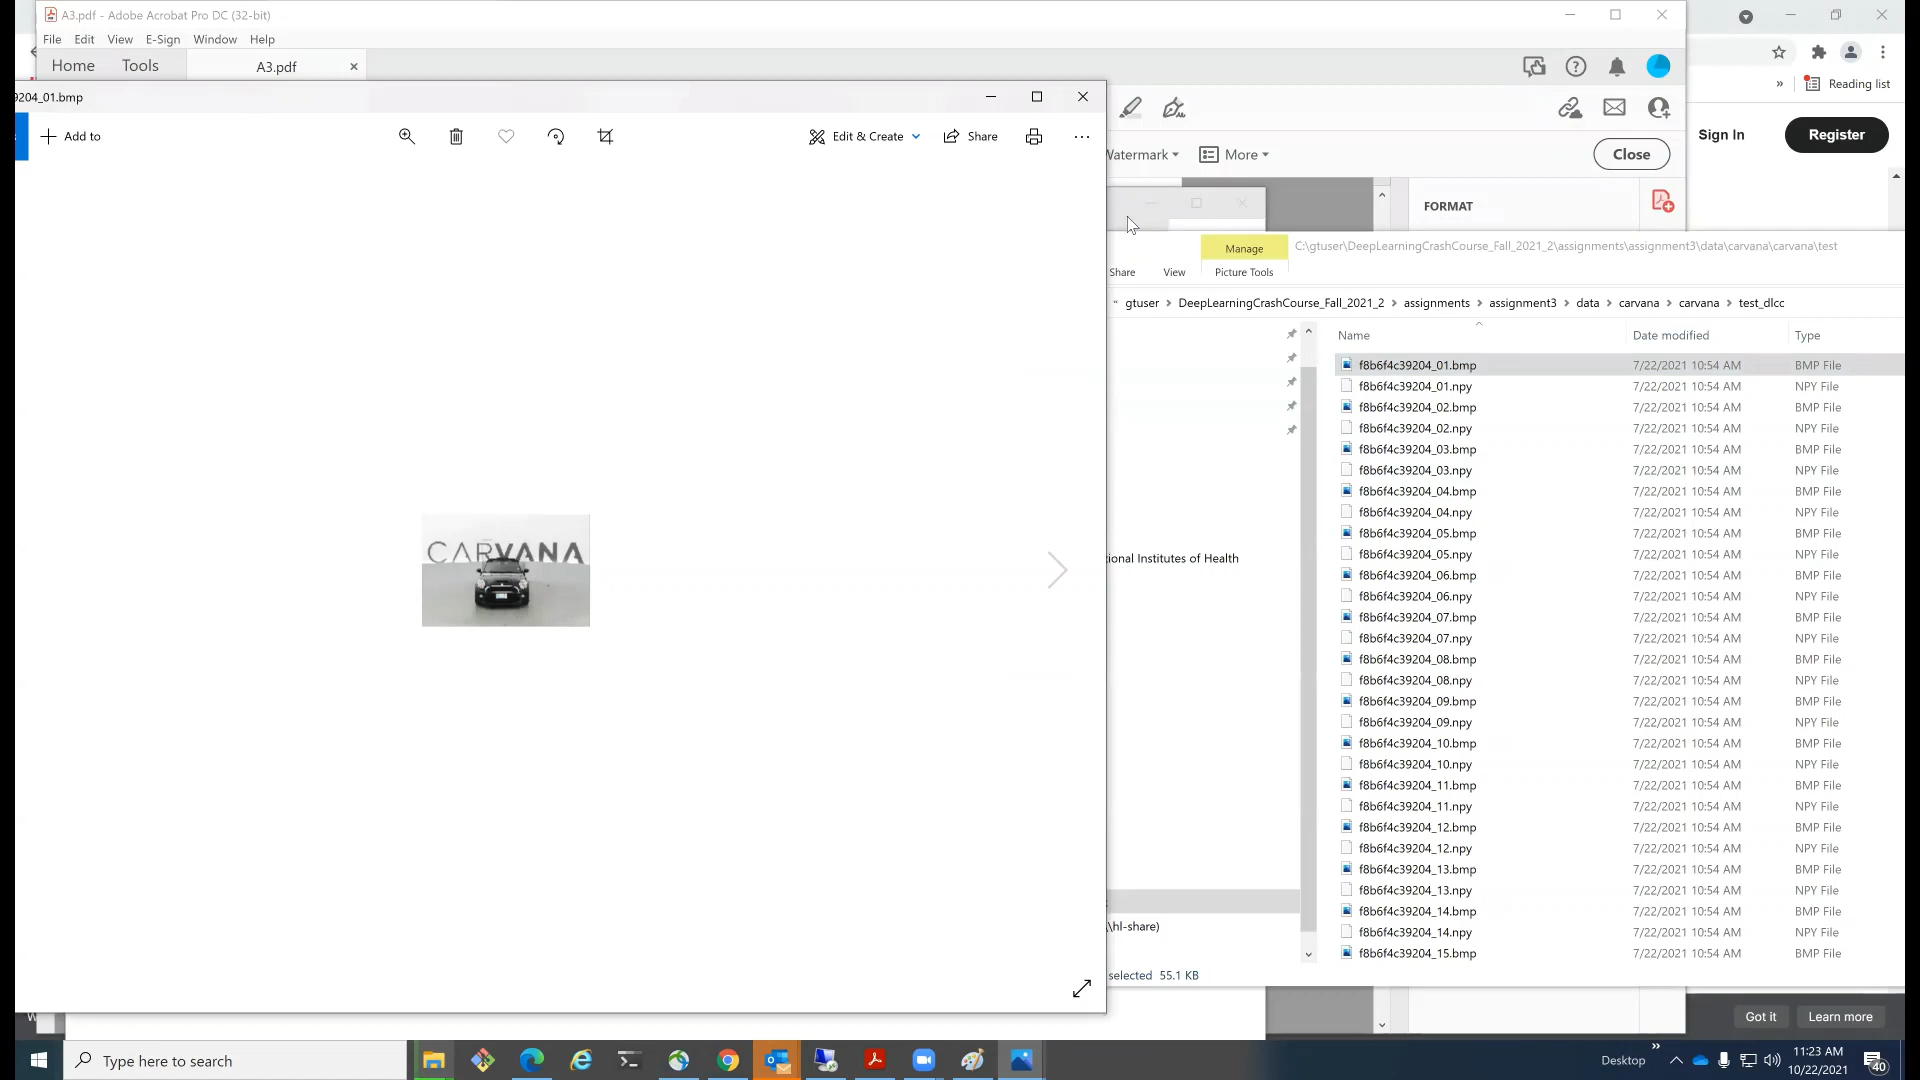 A3.pdf - Adobe Acrobat Pro DC (32-bit)
File Edit View E-Sign Window Help
Home Tools A3.pdf
Reading list
9204_01.bmp
Add to
Edit & Create
Share
Watermark
More
Close
Sign In
Register
FORMAT
Manage
C:\gtuser\DeepLearningCrashCourse_Fall_2021_2\assignments\assignment3\data\carvana\carvana\test
Share View Picture Tools
gtuser > DeepLearningCrashCourse_Fall_2021_2 > assignments > assignment3 > data > carvana > carvana > test_dlcc
Name Date modified Type
f8b6f4c39204_01.bmp 7/22/2021 10:54 AM BMP File
f8b6f4c39204_01.npy 7/22/2021 10:54 AM NPY File
f8b6f4c39204_02.bmp 7/22/2021 10:54 AM BMP File
f8b6f4c39204_02.npy 7/22/2021 10:54 AM NPY File
f8b6f4c39204_03.bmp 7/22/2021 10:54 AM BMP File
f8b6f4c39204_03.npy 7/22/2021 10:54 AM NPY File
f8b6f4c39204_04.bmp 7/22/2021 10:54 AM BMP File
f8b6f4c39204_04.npy 7/22/2021 10:54 AM NPY File
f8b6f4c39204_05.bmp 7/22/2021 10:54 AM BMP File
f8b6f4c39204_05.npy 7/22/2021 10:54 AM NPY File
CARVANA
tional Institutes of Health
f8b6f4c39204_06.bmp 7/22/2021 10:54 AM BMP File
f8b6f4c39204_06.npy 7/22/2021 10:54 AM NPY File
f8b6f4c39204_07.bmp 7/22/2021 10:54 AM BMP File
f8b6f4c39204_07.npy 7/22/2021 10:54 AM NPY File
f8b6f4c39204_08.bmp 7/22/2021 10:54 AM BMP File
f8b6f4c39204_08.npy 7/22/2021 10:54 AM NPY File
f8b6f4c39204_09.bmp 7/22/2021 10:54 AM BMP File
f8b6f4c39204_09.npy 7/22/2021 10:54 AM NPY File
f8b6f4c39204_10.bmp 7/22/2021 10:54 AM BMP File
f8b6f4c39204_10.npy 7/22/2021 10:54 AM NPY File
f8b6f4c39204_11.bmp 7/22/2021 10:54 AM BMP File
f8b6f4c39204_11.npy 7/22/2021 10:54 AM NPY File
f8b6f4c39204_12.bmp 7/22/2021 10:54 AM BMP File
f8b6f4c39204_12.npy 7/22/2021 10:54 AM NPY File
f8b6f4c39204_13.bmp 7/22/2021 10:54 AM BMP File
f8b6f4c39204_13.npy 7/22/2021 10:54 AM NPY File
f8b6f4c39204_14.bmp 7/22/2021 10:54 AM BMP File
f8b6f4c39204_14.npy 7/22/2021 10:54 AM NPY File
f8b6f4c39204_15.bmp 7/22/2021 10:54 AM BMP File
\\hl-share)
selected 55.1 KB
Got it
Learn more
Type here to search
Desktop
11:23 AM
10/22/2021
40